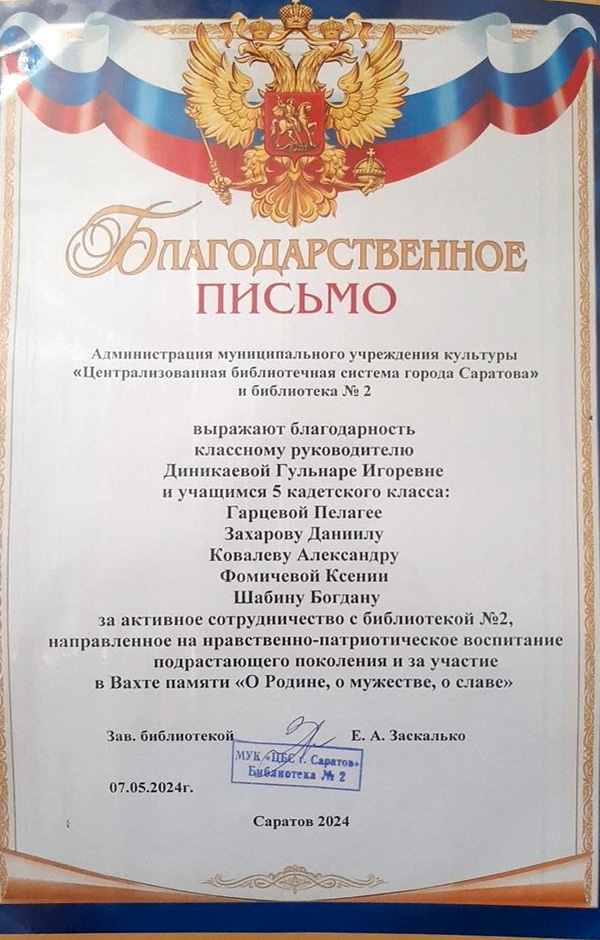 Благодарственное
письмо
Администрация муниципального учреждения культуры
«Централизованная библиотечная система города Саратова»
и библиотека № 2
выражают благодарность
классному руководителю
Диникаевой Гульнаре Игоревне
и учащимся 5 кадетского класса:
Гарцевой Пелагее
Захарову Даниилу
Ковалеву Александру
Фомичевой Ксении
Шабину Богдану
за активное сотрудничество с библиотекой №2,
направленное на нравственно-патриотическое воспитание
подрастающего поколения и за участие
в Вахте памяти «О Родине, о мужестве, о славе»
Зав. библиотекой Е. А. Заскалько
МУК «ЦБС г. Саратов»
Библиотека № 2
07.05.2024г.
Саратов 2024